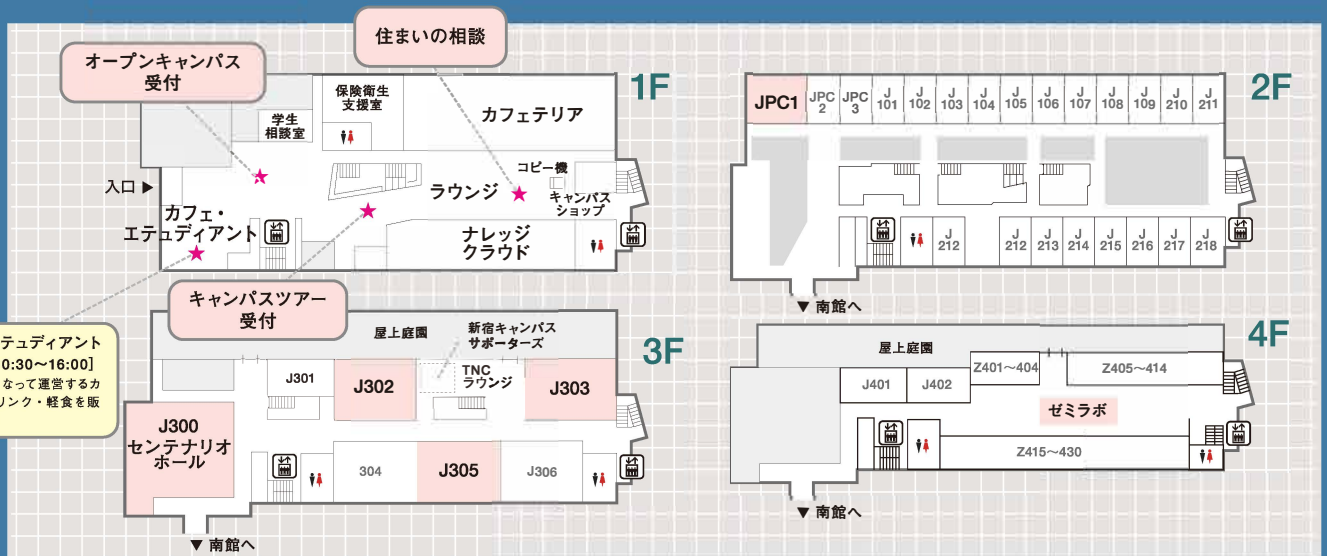 住まいの相談
オープンキャンパス
受付
1F
保険衛生
支援室
学生
相談室
カフェテリア
入口 ▶
ラウンジ
コピー機
キャンパス
ショップ
カフェ・
エテュディアント
ナレッジ
クラウド
キャンパスツアー
受付
テュディアント
0:30〜16:00]
なって運営するカ
リンク・軽食を販
2F
JPC1
JPC
2
JPC
3
J
101
J
102
J
103
J
104
J
105
J
106
J
107
J
108
J
109
J
210
J
211
J
212
J
212
J
213
J
214
J
215
J
216
J
217
J
218
▼ 南館へ
3F
屋上庭園
新宿キャンパス
サポーターズ
J301
J302
TNC
ラウンジ
J303
J300
センテナリオ
ホール
304
J305
J306
▼ 南館へ
4F
屋上庭園
J401
J402
Z401〜404
Z405〜414
ゼミラボ
Z415〜430
▼ 南館へ